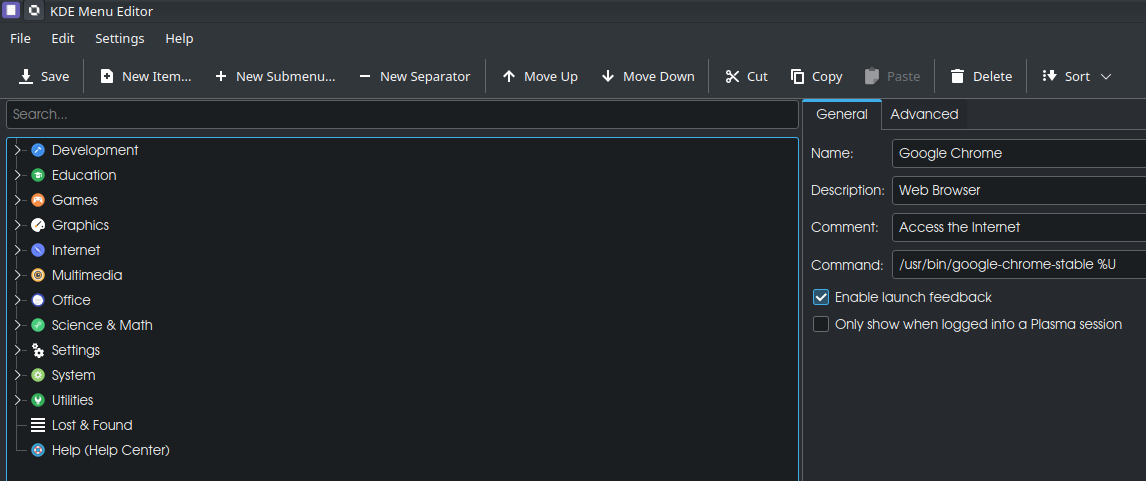 KDE Menu Editor
File Edit Settings Help
Save New Item... New Submenu... New Separator Move Up Move Down Cut Copy Paste Delete Sort
Search...
General Advanced
Development
Education
Games
Graphics
Internet
Multimedia
Office
Science & Math
Settings
System
Utilities
Lost & Found
Help (Help Center)
Name: Google Chrome
Description: Web Browser
Comment: Access the Internet
Command: /usr/bin/google-chrome-stable %U
Enable launch feedback
Only show when logged into a Plasma session